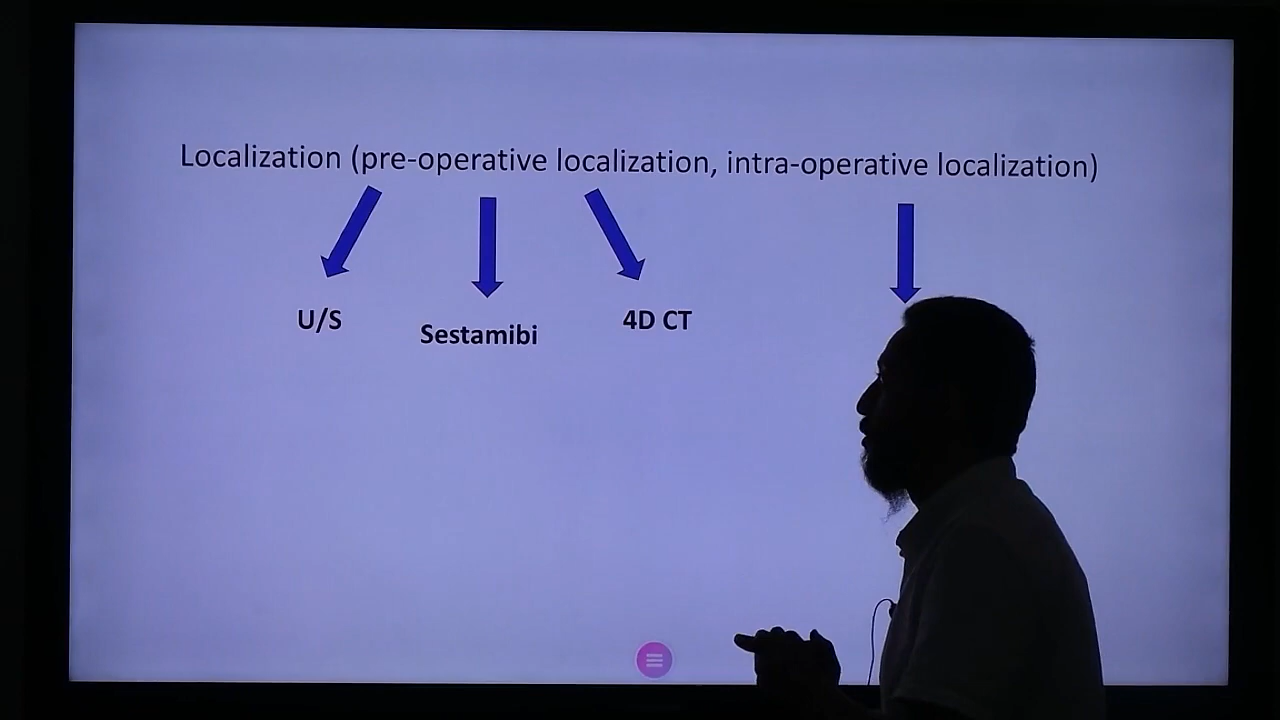 Localization (pre-operative localization, intra-operative localization)
U/S
Sestamibi
4D CT